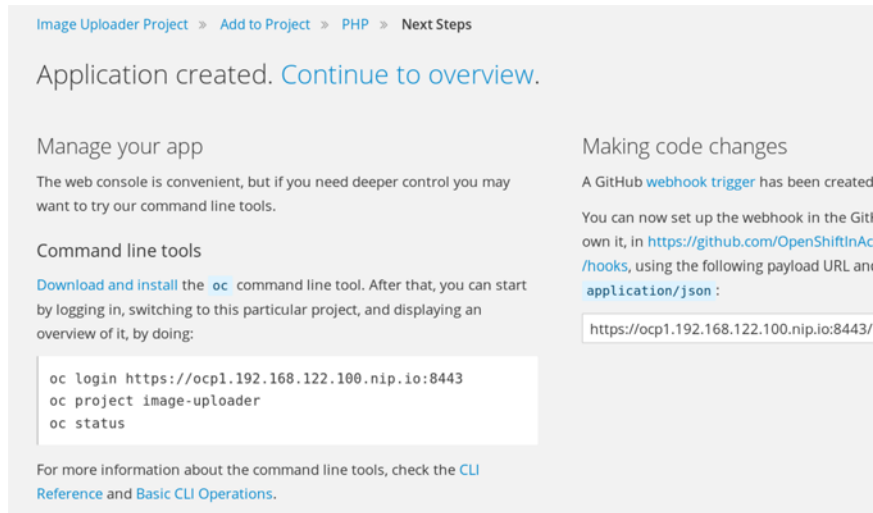 Image Uploader Project » Add to Project » PHP » Next Steps
Application created. Continue to overview.
Manage your app
The web console is convenient, but if you need deeper control you may
want to try our command line tools.
Command line tools
Download and install the oc command line tool. After that, you can start
by logging in, switching to this particular project, and displaying an
overview of it, by doing:
oc login https://ocp1.192.168.122.100.nip.io:8443
oc project image-uploader
oc status
For more information about the command line tools, check the CLI
Reference and Basic CLI Operations.
Making code changes
A GitHub webhook trigger has been created
You can now set up the webhook in the
own it, in https://github.com/OpenShiftInAc
/hooks, using the following payload URL
application/json:
https://ocp1.192.168.122.100.nip.io:8443/